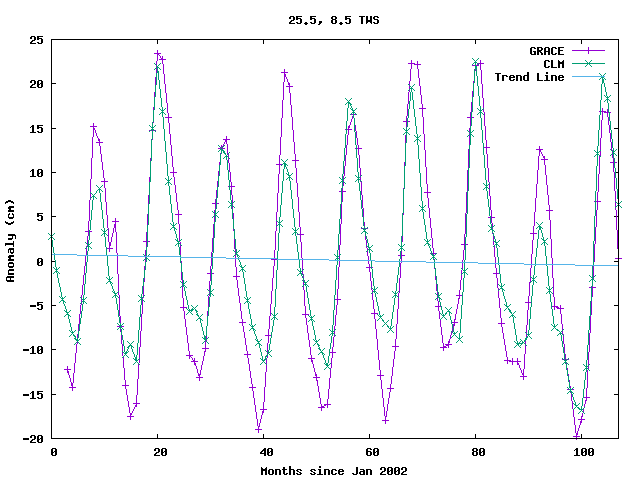 25.5, 8.5 TWS
GRACE
CLM
Trend Line
Anomaly (cm)
25
20
15
10
5
0
-5
-10
-15
-20
0 20 40 60 80 100
Months since Jan 2002